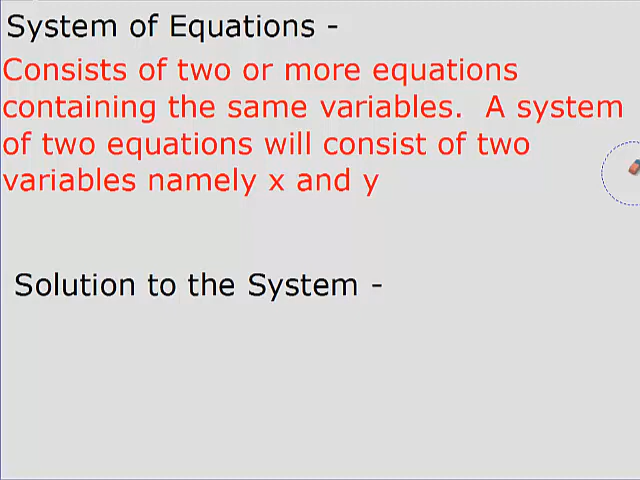 System of Equations -
Consists of two or more equations
containing the same variables.  A system
of two equations will consist of two
variables namely x and y
Solution to the System -